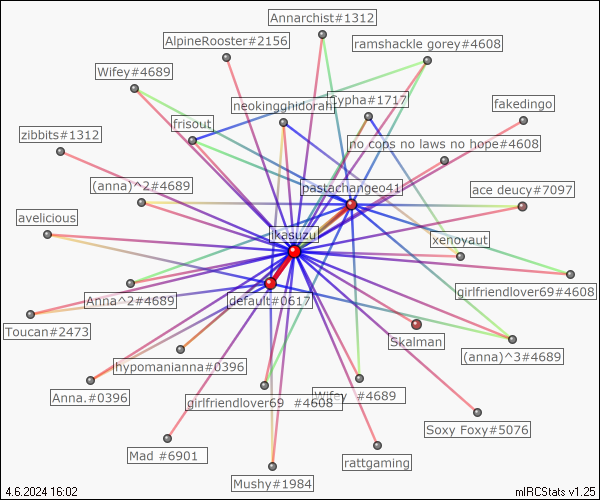 Annarchist#1312
AlpineRooster#2156
ramshackle gorey#4608
Wifey#4689
neokingghidorah
Cypha#1717
fakedingo
frisout
zibbits#1312
no cops no laws no hope#4608
(anna)^2#4689
pastachangeo41
ace deucy#7097
avelicious
ikasuzu
xenoyaut
Anna^2#4689
default#0617
girlfriendlover69#4608
Toucan#2473
Skalman
(anna)^3#4689
hypomanianna#0396
Anna.#0396
girlfriendlover69 #4608
Wifey #4689
Soxy Foxy#5076
Mad #6901
rattgaming
Mushy#1984
4.6.2024 16:02
mIRCStats v1.25